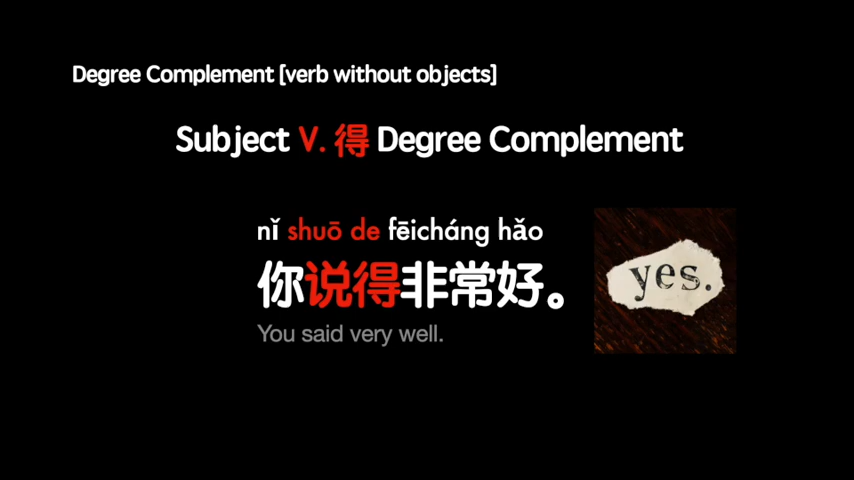 Degree Complement [verb without objects]
Subject V. 得 Degree Complement
nǐ shuō de fēicháng hǎo
你说得非常好。
You said very well.
yes.